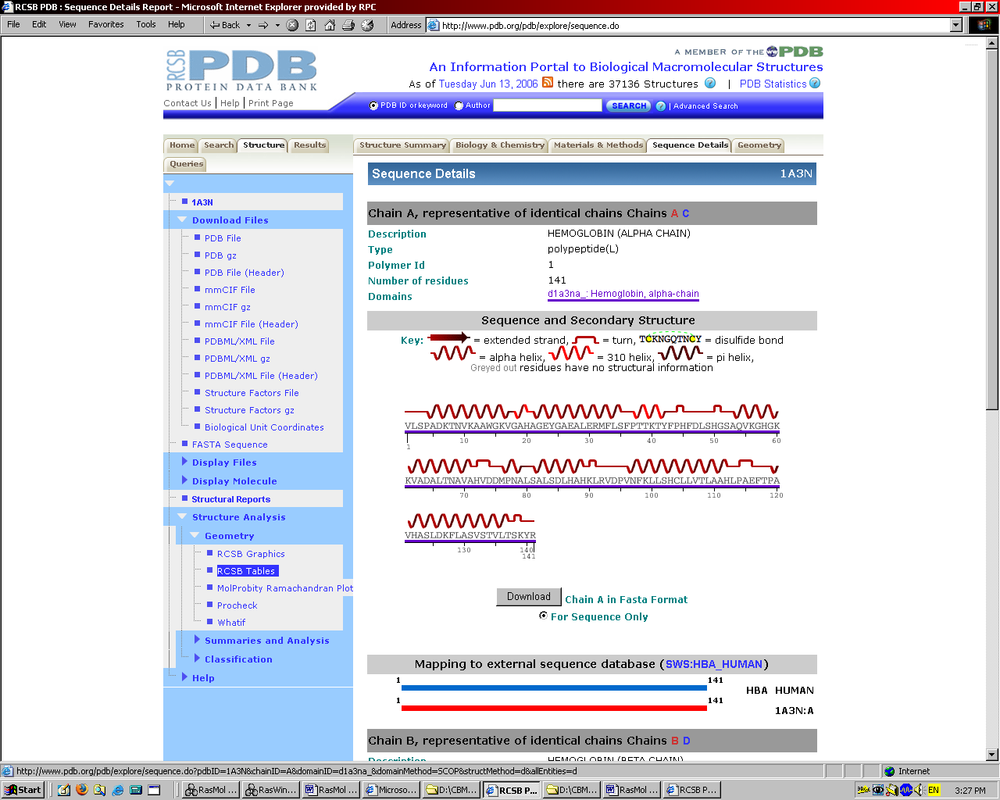 RCSB PDB : Sequence Details Report - Microsoft Internet Explorer provided by RPC
File Edit View Favorites Tools Help Back Address http://www.pdb.org/pdb/explore/sequence.do
RCSB PDB
PROTEIN DATA BANK
A MEMBER OF THE PDB
An Information Portal to Biological Macromolecular Structures
As of Tuesday Jun 13, 2006 there are 37136 Structures ? | PDB Statistics ?
Contact Us | Help | Print Page
PDB ID or keyword Author SEARCH ? | Advanced Search
Home Search Structure Results
Queries
Structure Summary Biology & Chemistry Materials & Methods Sequence Details Geometry
1A3N
Download Files
PDB File
PDB gz
PDB File (Header)
mmCIF File
mmCIF gz
mmCIF File (Header)
PDBML/XML File
PDBML/XML gz
PDBML/XML File (Header)
Structure Factors File
Structure Factors gz
Biological Unit Coordinates
FASTA Sequence
Display Files
Display Molecule
Structural Reports
Structure Analysis
Geometry
RCSB Graphics
RCSB Tables
MolProbity Ramachandran Plot
Procheck
Whatif
Summaries and Analysis
Classification
Help
Sequence Details 1A3N
Chain A, representative of identical chains Chains A C
Description HEMOGLOBIN (ALPHA CHAIN)
Type polypeptide(L)
Polymer Id 1
Number of residues 141
Domains d1a3na_: Hemoglobin, alpha-chain
Sequence and Secondary Structure
Key: = extended strand, = turn, TCKNGQTNCY = disulfide bond
= alpha helix, = 310 helix, = pi helix,
Greyed out residues have no structural information
VLSPADKTNVKAAWGKVGAHAGEYGAEALERMFLSFPTTKTYFPHFDLSHGSAQVKGHGK
1 10 20 30 40 50 60
KVADALTNAVAHVDDMPNALSALSDLHAHKLRVDPVNFKLLSHCLLVTLAAHLPAEFTPA
70 80 90 100 110 120
VHASLDKFLASVSTVLTSKYR
130 140
141
Download Chain A in Fasta Format
For Sequence Only
Mapping to external sequence database (SWS:HBA_HUMAN)
1 141
HBA HUMAN
1 141
1A3N:A
Chain B, representative of identical chains Chains B D
Description HEMOGLOBIN (BETA CHAIN)
http://www.pdb.org/pdb/explore/sequence.do?pdbID=1A3N&chainID=A&domainID=d1a3na_&domainMethod=SCOP&structMethod=d&allEntities=d Internet
Start RasMol ... RasWin... RasMol ... Microso... D:\CBM... RCSB P... D:\CBM... RasMol ... RCSB P... EN 3:27 PM